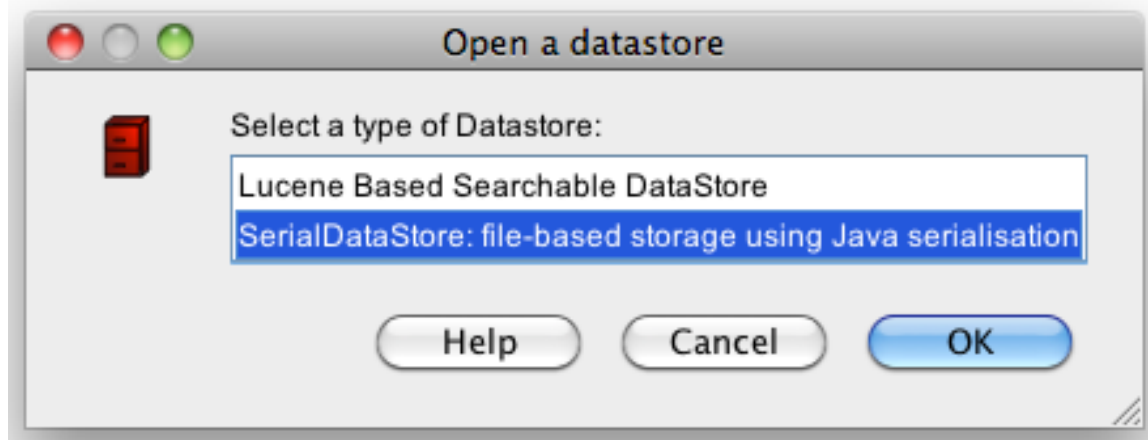 Open a datastore
Select a type of Datastore:
Lucene Based Searchable DataStore
SerialDataStore: file-based storage using Java serialisation
Help Cancel OK